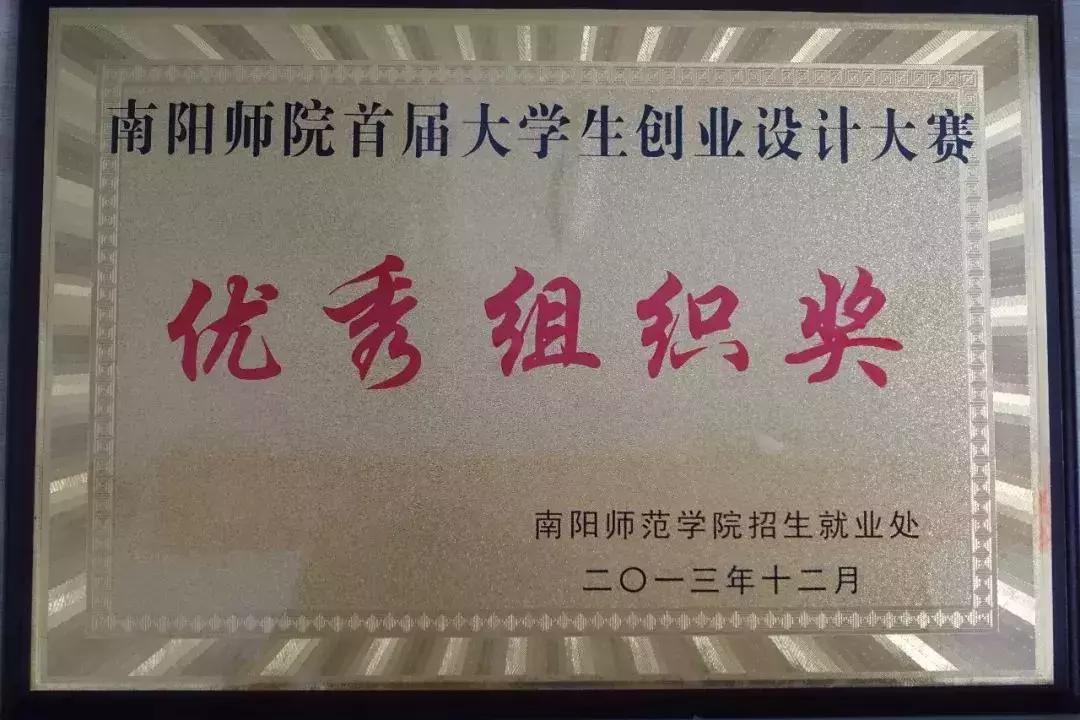 南阳师院首届大学生创业设计大赛
优秀组织奖
南阳师范学院招生就业处
二〇一三年十二月